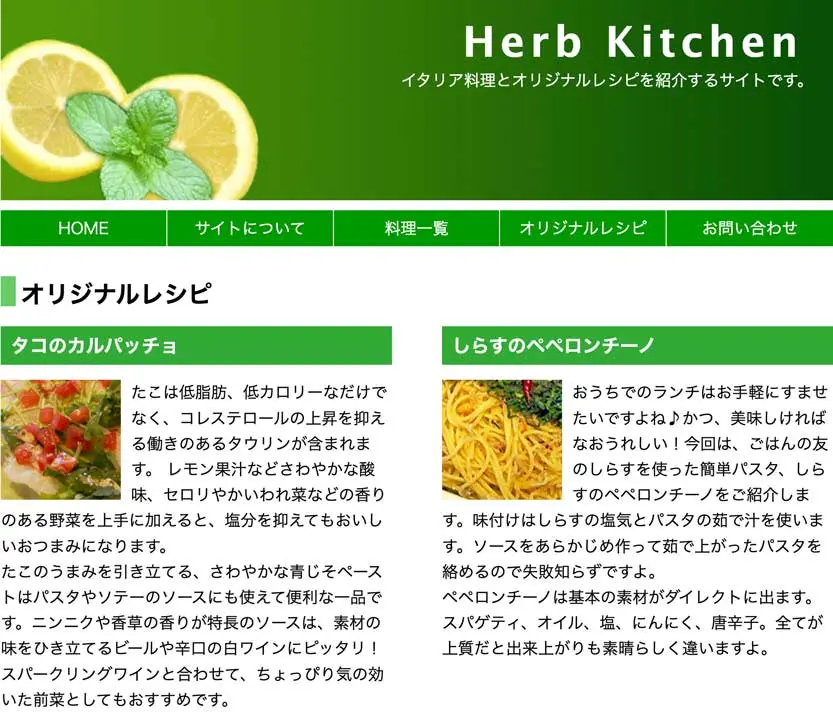 Herb Kitchen
イタリア料理とオリジナルレシピを紹介するサイトです。
HOME
サイトについて
料理一覧
オリジナルレシピ
お問い合わせ
オリジナルレシピ
タコのカルパッチョ
たこは低脂肪、低カロリーなだけで
なく、コレステロールの上昇を抑え
る働きのあるタウリンが含まれま
す。 レモン果汁などさわやかな酸
味、セロリやかいわれ菜などの香り
のある野菜を上手に加えると、塩分を抑えてもおいし
いおつまみになります。
たこのうまみを引き立てる、さわやかな青じそペース
トはパスタやソテーのソースにも使えて便利な一品で
す。ニンニクや香草の香りが特長のソースは、素材の
味をひき立てるビールや辛口の白ワインにピッタリ！
スパークリングワインと合わせて、ちょっぴり気の効
いた前菜としてもおすすめです。
しらすのペペロンチーノ
おうちでのランチはお手軽にすませ
たいですよね♪かつ、美味しければ
なおうれしい！今回は、ごはんの友
のしらすを使った簡単パスタ、しら
すのペペロンチーノをご紹介しま
す。味付けはしらすの塩気とパスタの茹で汁を使いま
す。ソースをあらかじめ作って茹で上がったパスタを
絡めるので失敗知らずですよ。
ペペロンチーノは基本の素材がダイレクトに出ます。
スパゲティ、オイル、塩、にんにく、唐辛子。全てが
上質だと出来上がりも素晴らしく違いますよ。